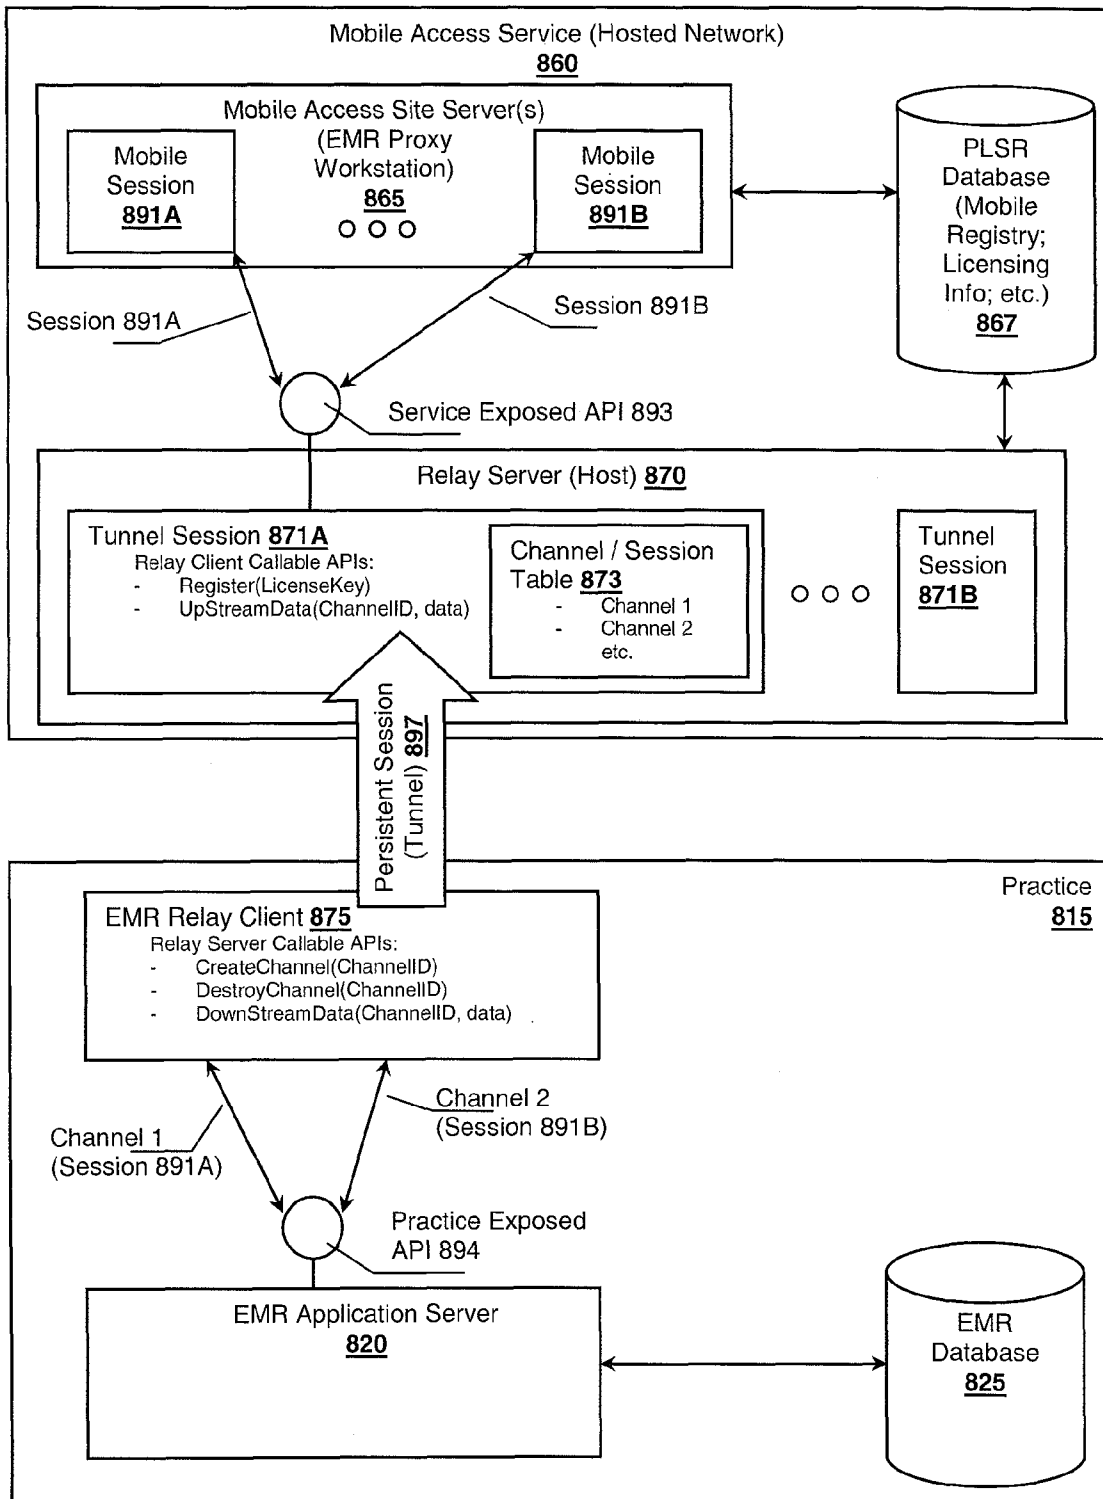 Mobile Access Service (Hosted Network)
860
Mobile Access Site Server(s)
(EMR Proxy
Workstation)
865
Mobile
Session
891A
Mobile
Session
891B
PLSR
Database
(Mobile
Registry;
Licensing
Info; etc.)
867
Session 891A
Session 891B
Service Exposed API 893
Relay Server (Host) 870
Tunnel Session 871A
Relay Client Callable APIs:
- Register(LicenseKey)
- UpStreamData(ChannelID, data)
Channel / Session
Table 873
- Channel 1
- Channel 2
etc.
Tunnel
Session
871B
Persistent Session
(Tunnel) 897
Practice
815
EMR Relay Client 875
Relay Server Callable APIs:
- CreateChannel(ChannelID)
- DestroyChannel(ChannelID)
- DownStreamData(ChannelID, data)
Channel 1
(Session 891A)
Channel 2
(Session 891B)
Practice Exposed
API 894
EMR Application Server
820
EMR
Database
825